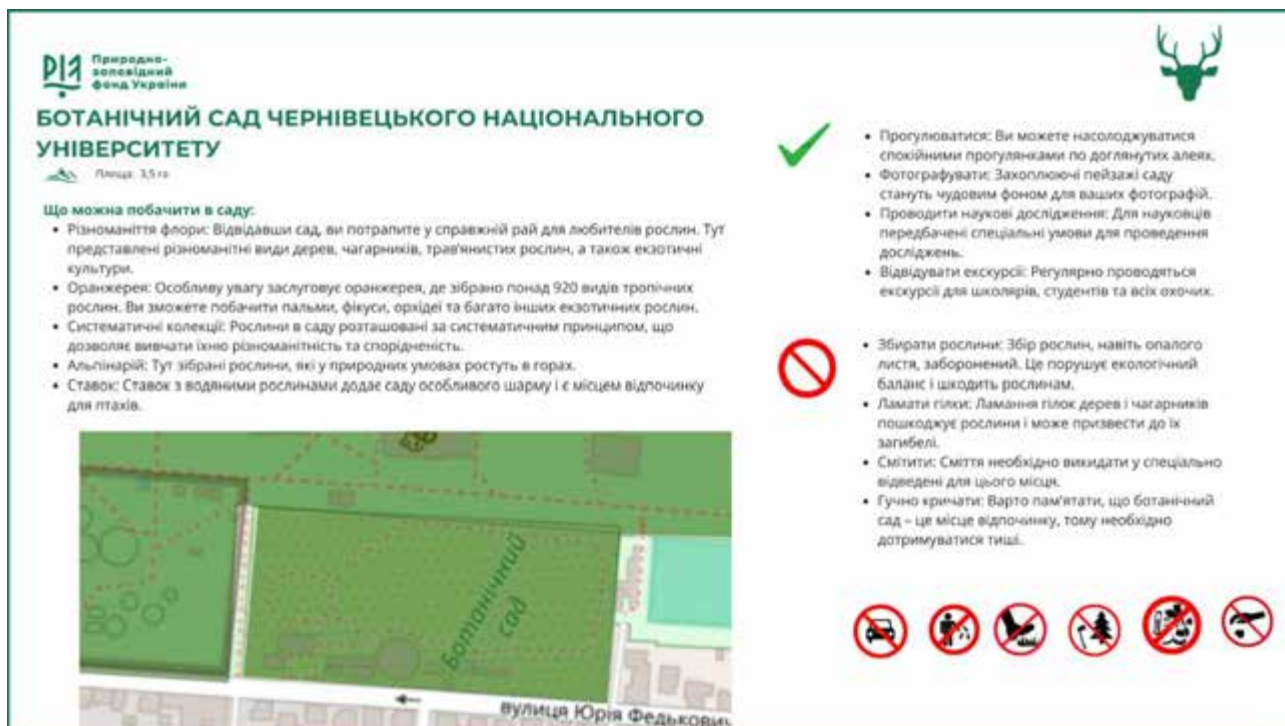 Природно-
заповідний
фонд України
БОТАНІЧНИЙ САД ЧЕРНІВЕЦЬКОГО НАЦІОНАЛЬНОГО
УНІВЕРСИТЕТУ
Площа: 3,5 га
Що можна побачити в саду:
• Різноманіття флори: Відвідавши сад, ви потрапите у справжній рай для любителів рослин. Тут
представлені різноманітні види дерев, чагарників, трав'янистих рослин, а також екзотичні
культури.
• Оранжерея: Особливу увагу заслуговує оранжерея, де зібрано понад 920 видів тропічних
рослин. Ви зможете побачити пальми, фікуси, орхідеї та багато інших екзотичних рослин.
• Систематичні колекції: Рослини в саду розташовані за систематичним принципом, що
дозволяє вивчати їхню різноманітність та спорідненість.
• Альпінарій: Тут зібрані рослини, які у природних умовах ростуть в горах.
• Ставок: Ставок з водяними рослинами додає саду особливого шарму і є місцем відпочинку
для птахів.
Ботанічний
сад
вулиця Юрія Федькович
• Прогулюватися: Ви можете насолоджуватися
спокійними прогулянками по доглянутих алеях.
• Фотографувати: Захоплюючі пейзажі саду
стануть чудовим фоном для ваших фотографій.
• Проводити наукові дослідження: Для науковців
передбачені спеціальні умови для проведення
досліджень.
• Відвідувати екскурсії: Регулярно проводяться
екскурсії для школярів, студентів та всіх охочих.
• Збирати рослини: Збір рослин, навіть опалого
листя, заборонений. Це порушує екологічний
баланс і шкодить рослинам.
• Ламати гілки: Ламання гілок дерев і чагарників
пошкоджує рослини і може призвести до їх
загибелі.
• Смітити: Сміття необхідно викидати у спеціально
відведені для цього місця.
• Гучно кричати: Варто пам'ятати, що ботанічний
сад – це місце відпочинку, тому необхідно
дотримуватися тиші.